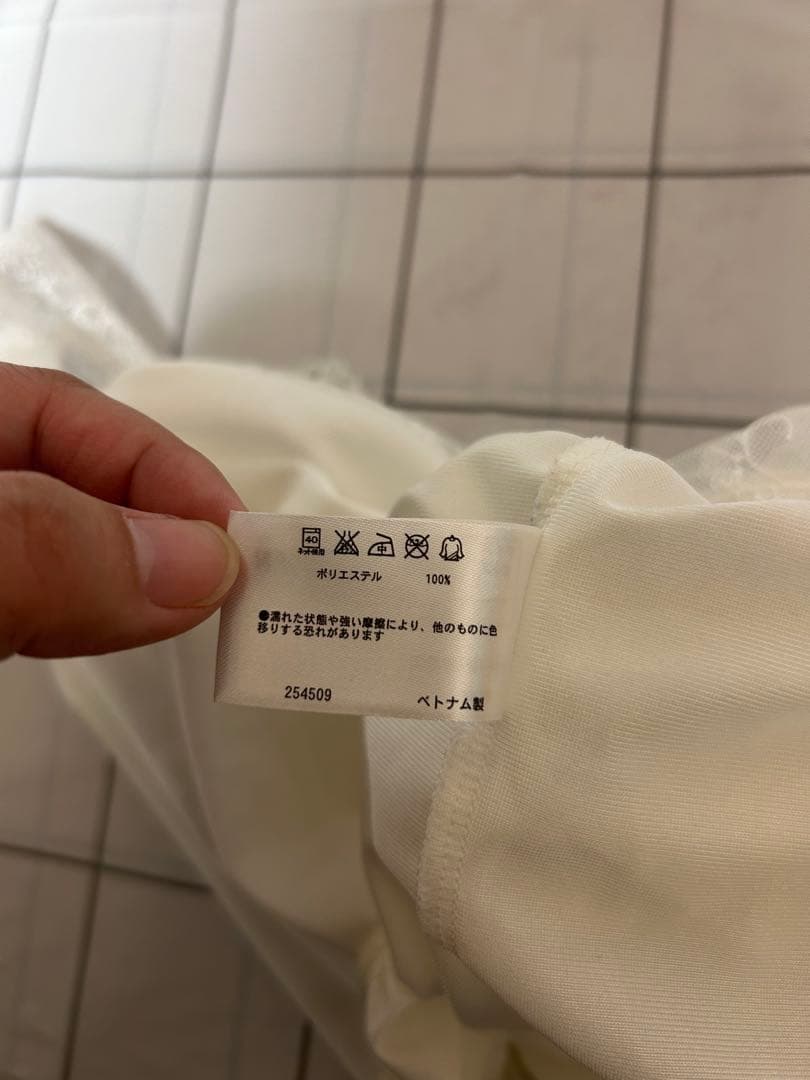 40
ネット使用
中
ポリエステル 100%
●濡れた状態や強い摩擦により、他のものに色
移りする恐れがあります
254509 ベトナム製